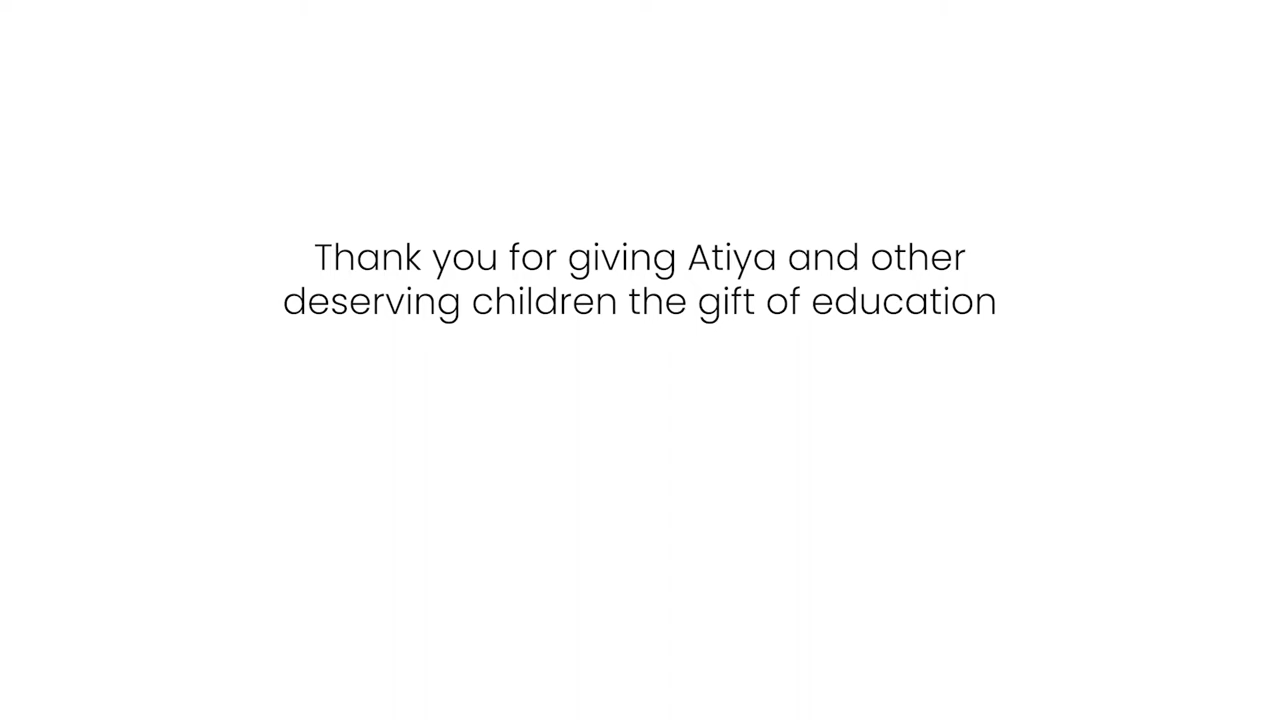 Thank you for giving Atiya and other
deserving children the gift of education